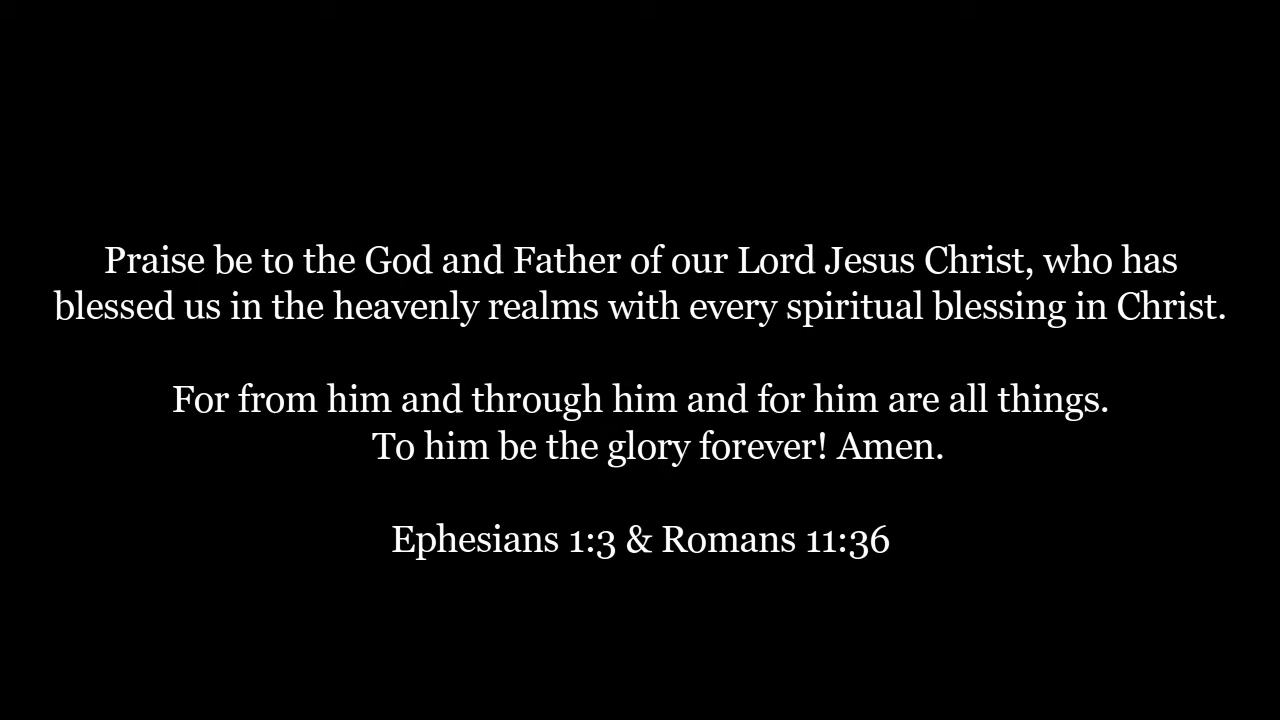 Praise be to the God and Father of our Lord Jesus Christ, who has
blessed us in the heavenly realms with every spiritual blessing in Christ.
For from him and through him and for him are all things.
To him be the glory forever! Amen.
Ephesians 1:3 & Romans 11:36